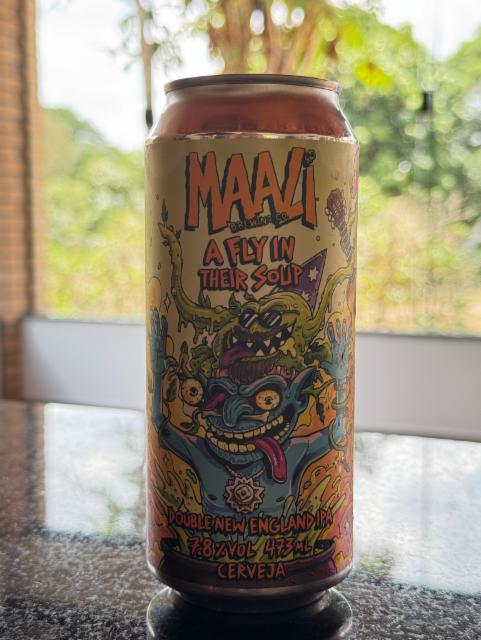 MAALi
BREWING CO.
A FLY IN
THEIR SOUP
DOUBLE NEW ENGLAND IPA
7.8% VOL 473 mL
CERVEJA